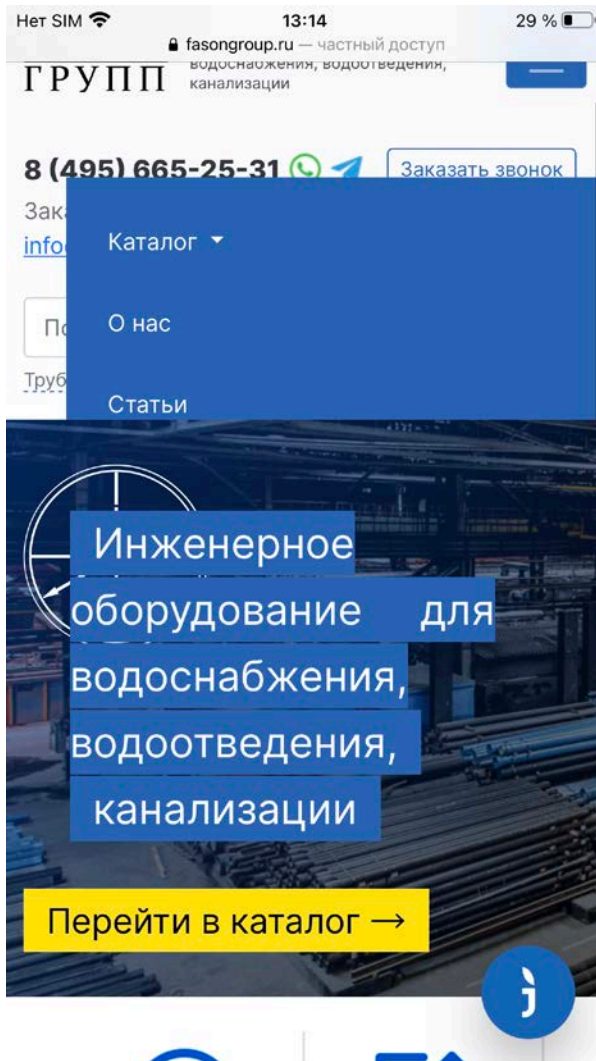 Нет SIM 13:14 29 %
fasongroup.ru — частный доступ
ГРУПП водоснабжения, водоотведения,
канализации
8 (495) 665-25-31 Заказать звонок
Зак
info
Каталог
По
О нас
Труб
Статьи
Инженерное
оборудование для
водоснабжения,
водоотведения,
канализации
Перейти в каталог →